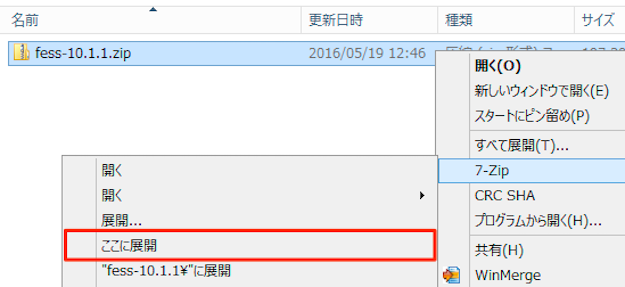 名前 更新日時 種類 サイズ
fess-10.1.1.zip 2016/05/19 12:46
開く(O)
新しいウィンドウで開く(E)
スタートにピン留め(P)
すべて展開(T)...
開く 7-Zip
開く CRC SHA
展開... プログラムから開く(H)...
ここに展開 共有(H)
"fess-10.1.1¥"に展開 WinMerge